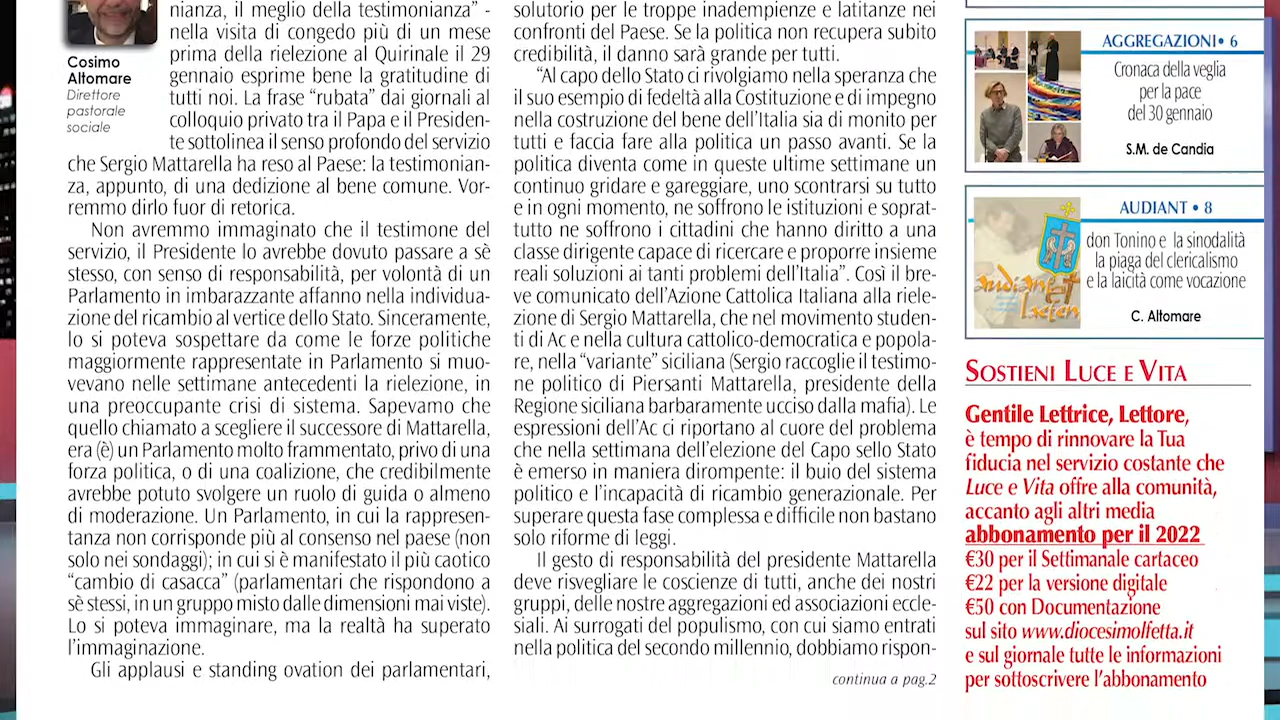 Cosimo
Altomare
Direttore
pastorale
sociale
nianza, il meglio della testimonianza” -
nella visita di congedo più di un mese
prima della rielezione al Quirinale il 29
gennaio esprime bene la gratitudine di
tutti noi. La frase “rubata” dai giornali al
colloquio privato tra il Papa e il Presiden-
te sottolinea il senso profondo del servizio
che Sergio Mattarella ha reso al Paese: la testimonian-
za, appunto, di una dedizione al bene comune. Vor-
remmo dirlo fuor di retorica.
Non avremmo immaginato che il testimone del
servizio, il Presidente lo avrebbe dovuto passare a sè
stesso, con senso di responsabilità, per volontà di un
Parlamento in imbarazzante affanno nella individua-
zione del ricambio al vertice dello Stato. Sinceramente,
lo si poteva sospettare da come le forze politiche
maggiormente rappresentate in Parlamento si muo-
vevano nelle settimane antecedenti la rielezione, in
una preoccupante crisi di sistema. Sapevamo che
quello chiamato a scegliere il successore di Mattarella,
era (è) un Parlamento molto frammentato, privo di una
forza politica, o di una coalizione, che credibilmente
avrebbe potuto svolgere un ruolo di guida o almeno
di moderazione. Un Parlamento, in cui la rappresen-
tanza non corrisponde più al consenso nel paese (non
solo nei sondaggi); in cui si è manifestato il più caotico
“cambio di casacca” (parlamentari che rispondono a
sè stessi, in un gruppo misto dalle dimensioni mai viste).
Lo si poteva immaginare, ma la realtà ha superato
l’immaginazione.
Gli applausi e standing ovation dei parlamentari,
solutorio per le troppe inadempienze e latitanze nei
confronti del Paese. Se la politica non recupera subito
credibilità, il danno sarà grande per tutti.
“Al capo dello Stato ci rivolgiamo nella speranza che
il suo esempio di fedeltà alla Costituzione e di impegno
nella costruzione del bene dell’Italia sia di monito per
tutti e faccia fare alla politica un passo avanti. Se la
politica diventa come in queste ultime settimane un
continuo gridare e gareggiare, uno scontrarsi su tutto
e in ogni momento, ne soffrono le istituzioni e soprat-
tutto ne soffrono i cittadini che hanno diritto a una
classe dirigente capace di ricercare e proporre insieme
reali soluzioni ai tanti problemi dell’Italia”. Così il bre-
ve comunicato dell’Azione Cattolica Italiana alla riele-
zione di Sergio Mattarella, che nel movimento studen-
ti di Ac e nella cultura cattolico-democratica e popola-
re, nella “variante” siciliana (Sergio raccoglie il testimo-
ne politico di Piersanti Mattarella, presidente della
Regione siciliana barbaramente ucciso dalla mafia). Le
espressioni dell’Ac ci riportano al cuore del problema
che nella settimana dell’elezione del Capo sello Stato
è emerso in maniera dirompente: il buio del sistema
politico e l’incapacità di ricambio generazionale. Per
superare questa fase complessa e difficile non bastano
solo riforme di leggi.
Il gesto di responsabilità del presidente Mattarella
deve risvegliare le coscienze di tutti, anche dei nostri
gruppi, delle nostre aggregazioni ed associazioni eccle-
siali. Ai surrogati del populismo, con cui siamo entrati
nella politica del secondo millennio, dobbiamo rispon-
continua a pag.2
AGGREGAZIONI• 6
Cronaca della veglia
per la pace
del 30 gennaio
S.M. de Candia
AUDIANT • 8
don Tonino e la sinodalità
la piaga del clericalismo
e la laicità come vocazione
C. Altomare
SOSTIENI LUCE E VITA
Gentile Lettrice, Lettore,
è tempo di rinnovare la Tua
fiducia nel servizio costante che
Luce e Vita offre alla comunità,
accanto agli altri media
abbonamento per il 2022
€30 per il Settimanale cartaceo
€22 per la versione digitale
€50 con Documentazione
sul sito www.diocesimolfetta.it
e sul giornale tutte le informazioni
per sottoscrivere l’abbonamento